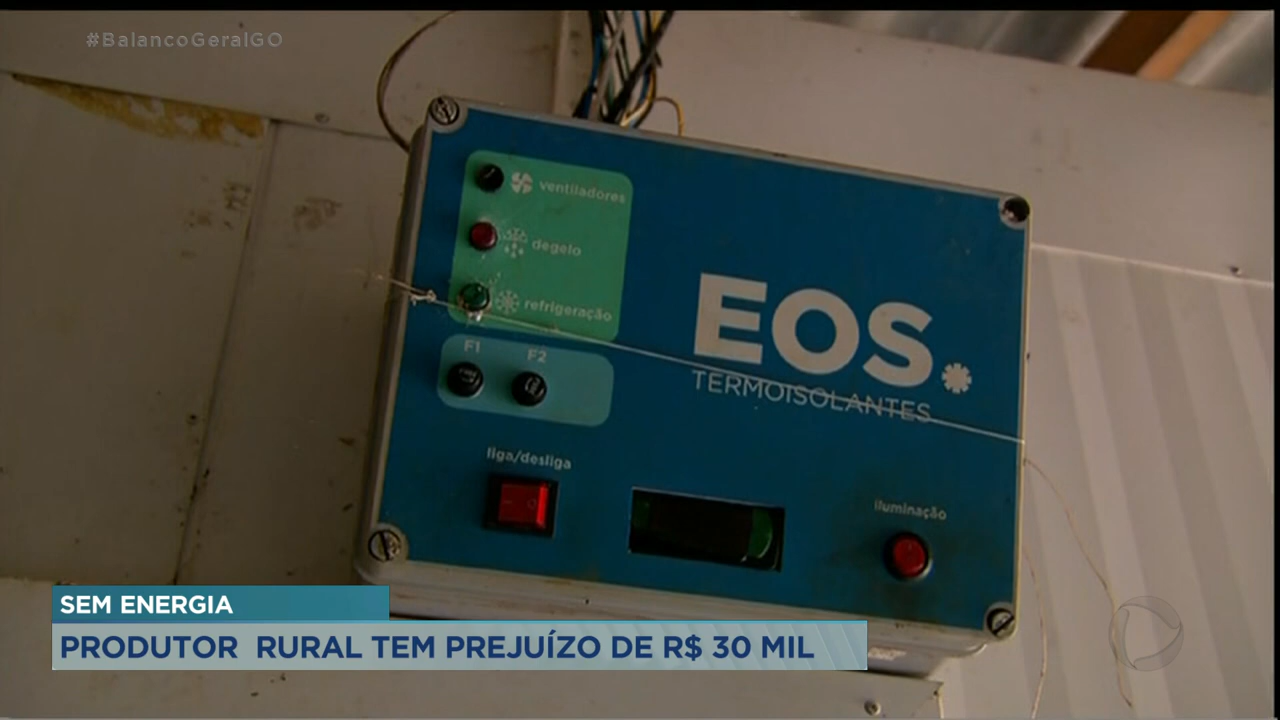 #BalancoGeralGO
ventiladores
degelo
refrigeração
F1
F2
EOS.
TERMOISOLANTES
liga/desliga
iluminação
SEM ENERGIA
PRODUTOR RURAL TEM PREJUÍZO DE R$ 30 MIL